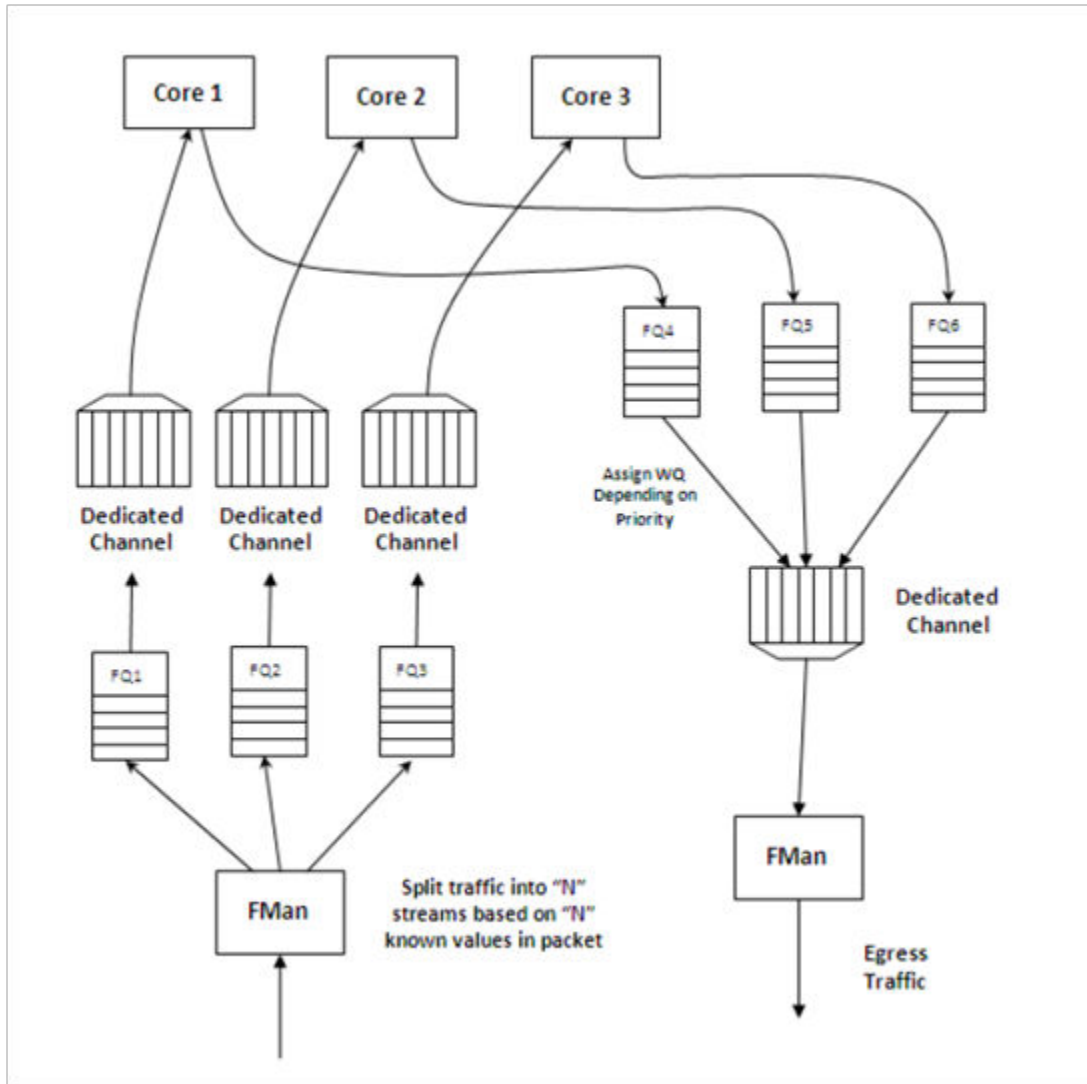 Core 1
Core 2
Core 3
FQ4
FQ5
FQ6
Assign WQ
Depending on
Priority
Dedicated
Channel
Dedicated
Channel
Dedicated
Channel
Dedicated
Channel
FQ1
FQ2
FQ3
FMan
Split traffic into “N”
streams based on “N”
known values in packet
FMan
Egress
Traffic